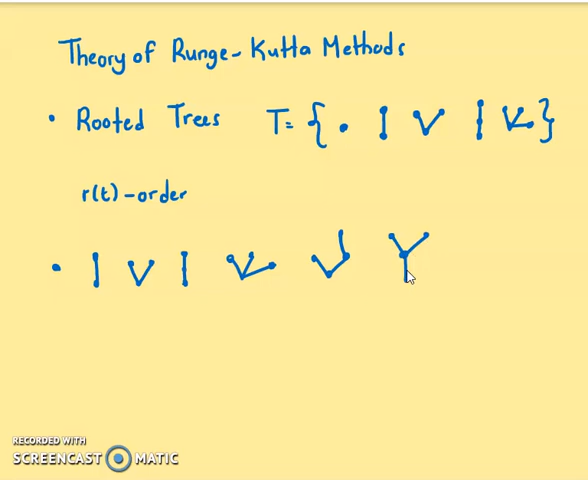 Theory of Runge-Kutta Methods
• Rooted Trees T= { . }
r(t)-order
RECORDED WITH
SCREENCAST MATIC